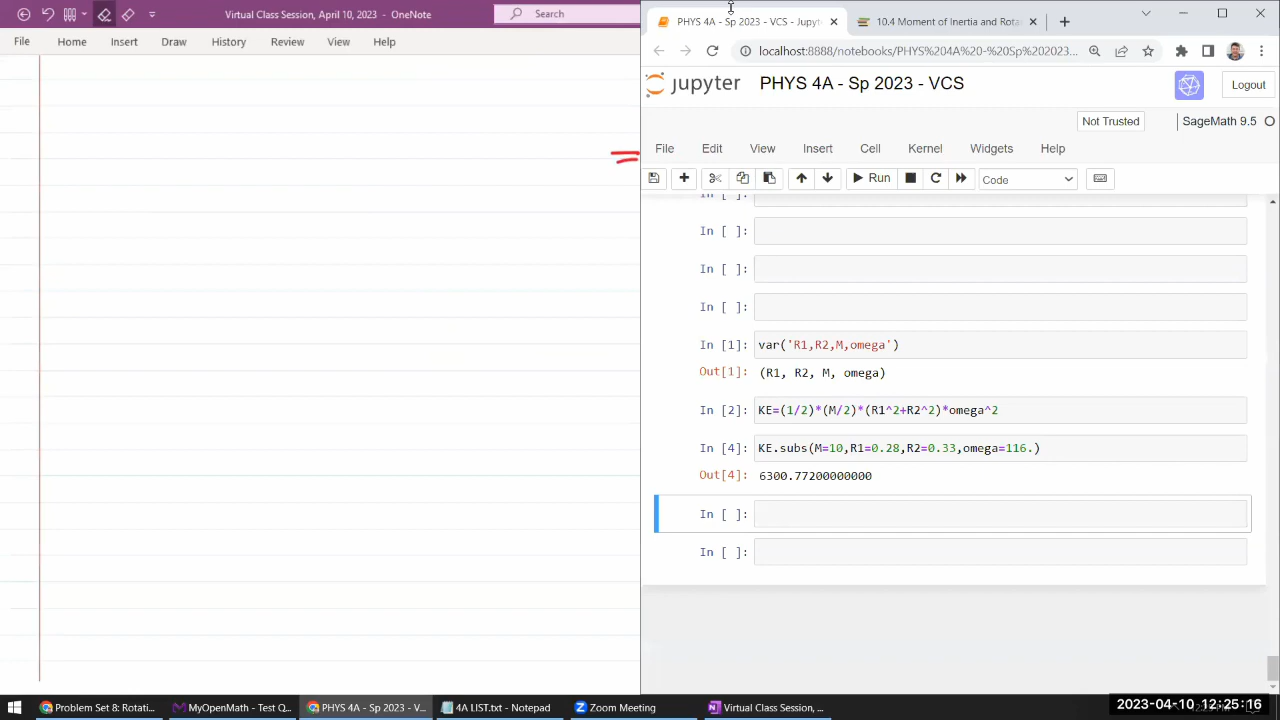 Virtual Class Session, April 10, 2023 - OneNote
Search
File Home Insert Draw History Review View Help
PHYS 4A - Sp 2023 - VCS - Jupyt
10.4 Moment of Inertia and Rota
localhost:8888/notebooks/PHYS%204A%20-%20Sp%202023...
jupyter PHYS 4A - Sp 2023 - VCS
Logout
Not Trusted
SageMath 9.5
File Edit View Insert Cell Kernel Widgets Help
Run
Code
In [ ]:
In [ ]:
In [ ]:
In [ ]:
In [1]: var('R1,R2,M,omega')
Out[1]: (R1, R2, M, omega)
In [2]: KE=(1/2)*(M/2)*(R1^2+R2^2)*omega^2
In [4]: KE.subs(M=10,R1=0.28,R2=0.33,omega=116.)
Out[4]: 6300.77200000000
In [ ]:
In [ ]:
Problem Set & Rotati...
MyOpenMath - Test Q...
PHYS 4A - Sp 2023 - V...
4A LIST.txt - Notepad
Zoom Meeting
Virtual Class Session, ...
2023-04-10 12:25:16